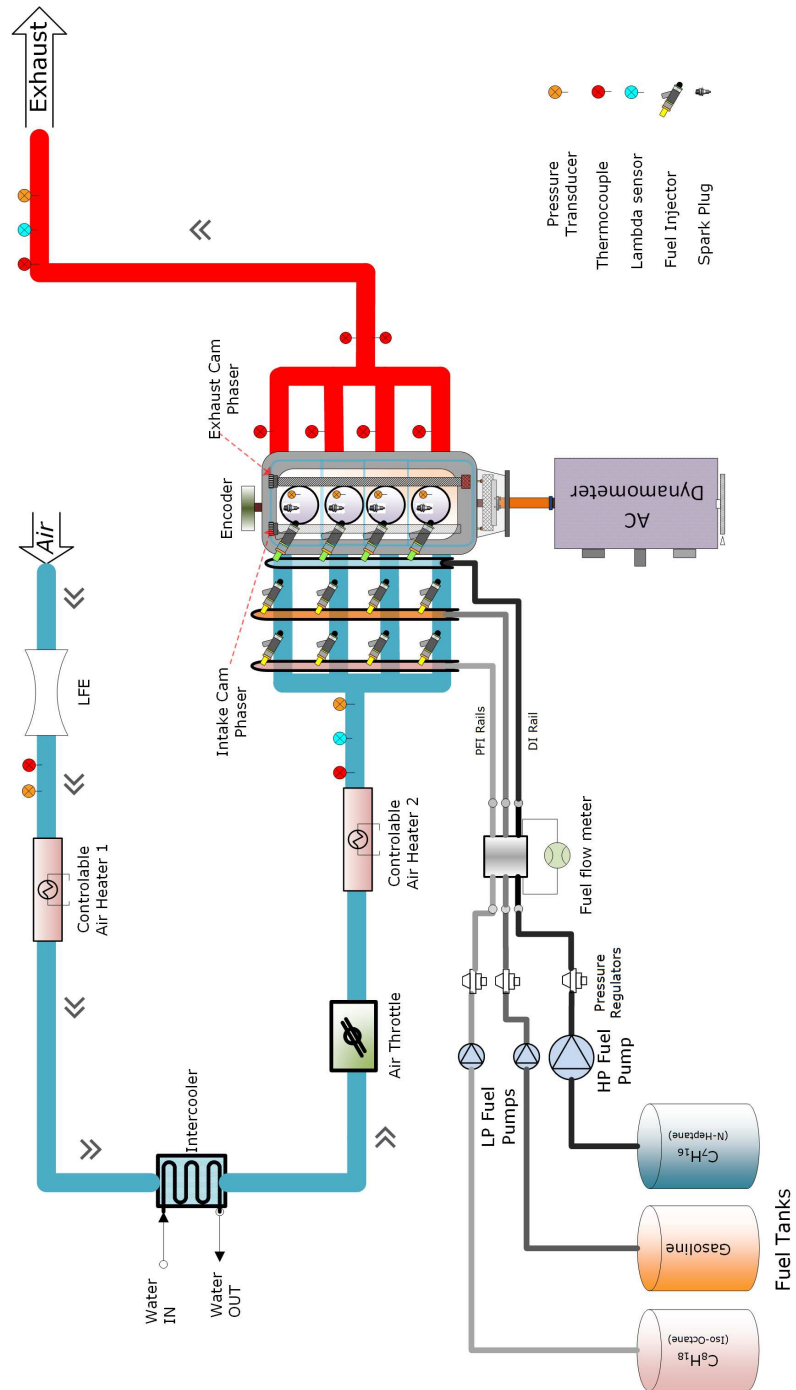 Exhaust
Air
LFE
Controlable
Air Heater 1
Intercooler
Water
IN
Water
OUT
Air Throttle
Controlable
Air Heater 2
Intake Cam
Phaser
Encoder
Exhaust Cam
Phaser
AC
Dynamometer
PFI Rails
DI Rail
Fuel flow meter
Pressure
Regulators
LP Fuel
Pumps
HP Fuel
Pump
C₈H₁₈
(Iso-Octane)
Gasoline
C₇H₁₆
(N-Heptane)
Fuel Tanks
Pressure
Transducer
Thermocouple
Lambda sensor
Fuel Injector
Spark Plug